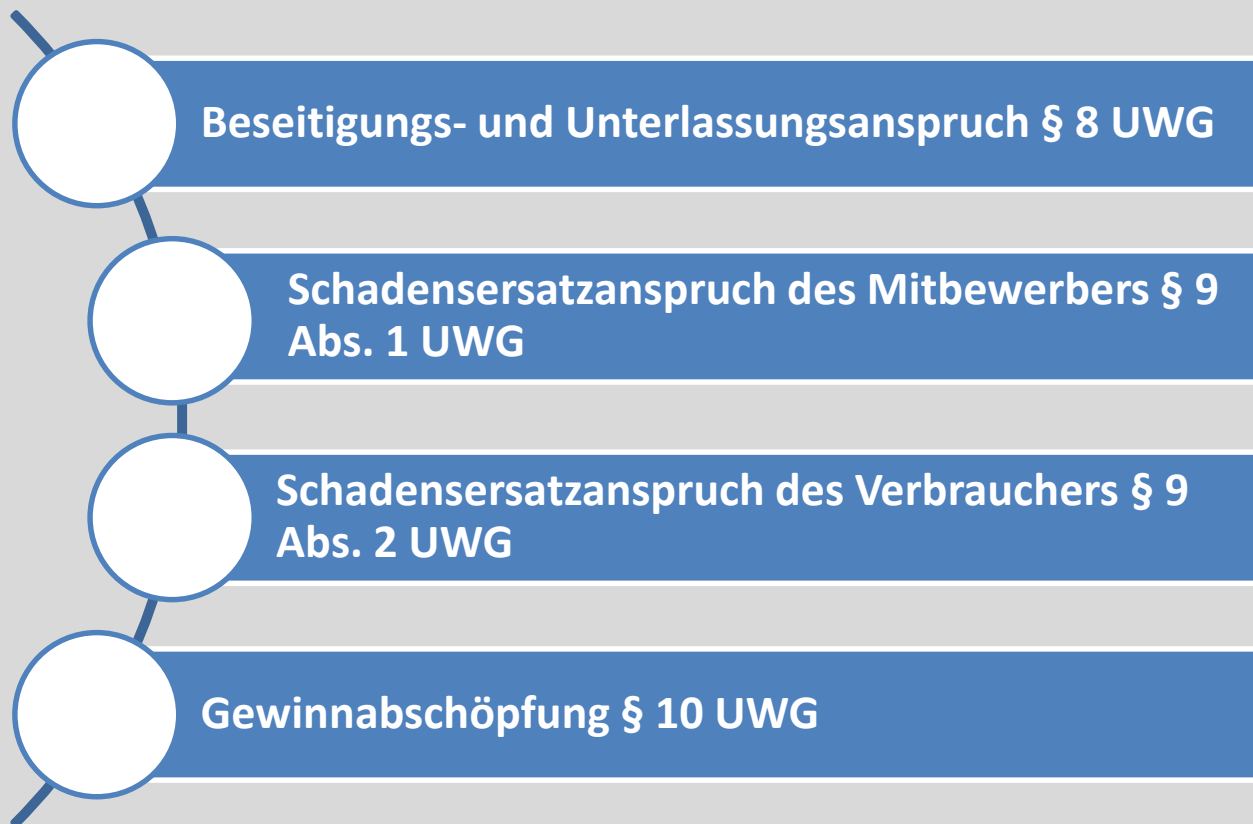 Beseitigungs- und Unterlassungsanspruch § 8 UWG
Schadensersatzanspruch des Mitbewerbers § 9
Abs. 1 UWG
Schadensersatzanspruch des Verbrauchers § 9
Abs. 2 UWG
Gewinnabschöpfung § 10 UWG